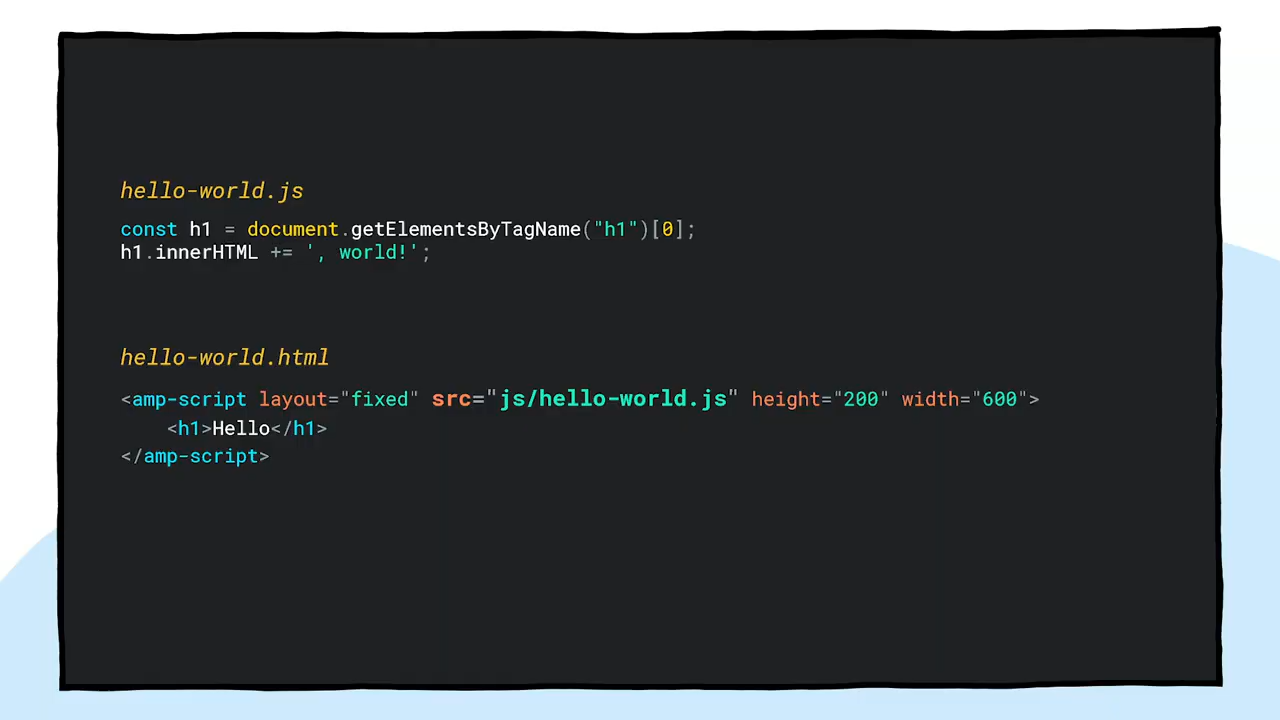 hello-world.js
const h1 = document.getElementsByTagName("h1")[0];
h1.innerHTML += ', world!';
hello-world.html
<amp-script layout="fixed" src="js/hello-world.js" height="200" width="600">
    <h1>Hello</h1>
</amp-script>